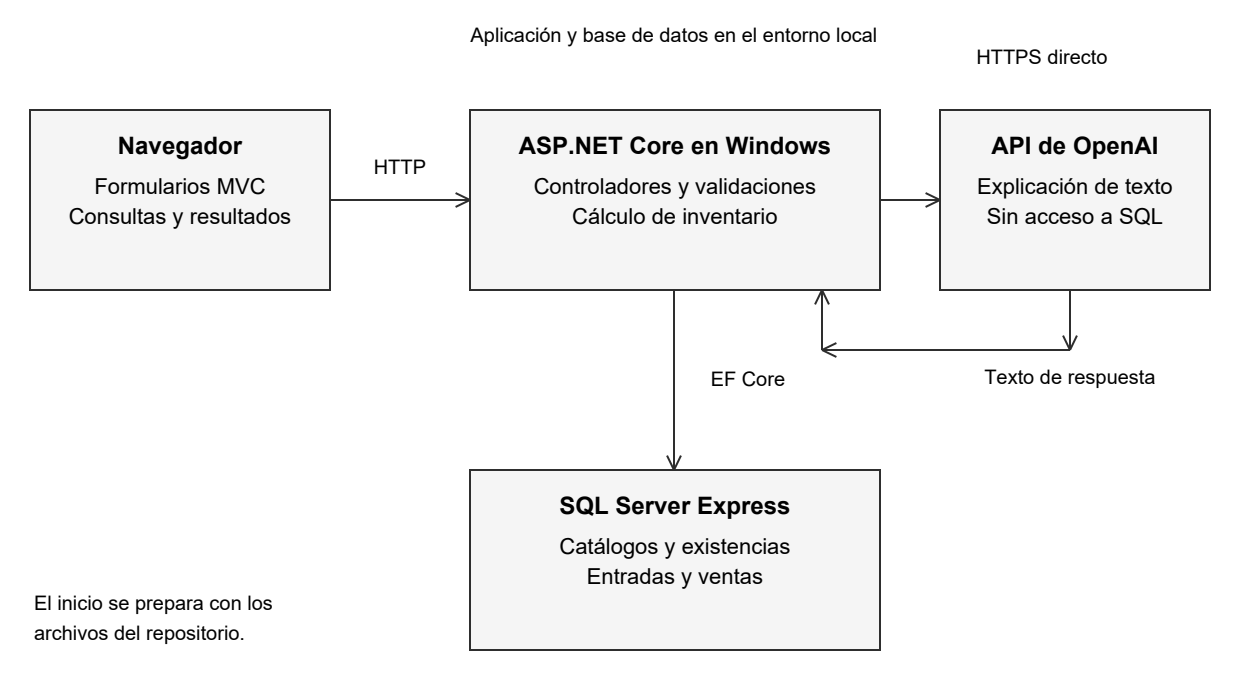 Aplicación y base de datos en el entorno local
HTTPS directo
Navegador
Formularios MVC
Consultas y resultados
HTTP
ASP.NET Core en Windows
Controladores y validaciones
Cálculo de inventario
API de OpenAI
Explicación de texto
Sin acceso a SQL
EF Core
Texto de respuesta
SQL Server Express
Catálogos y existencias
Entradas y ventas
El inicio se prepara con los
archivos del repositorio.